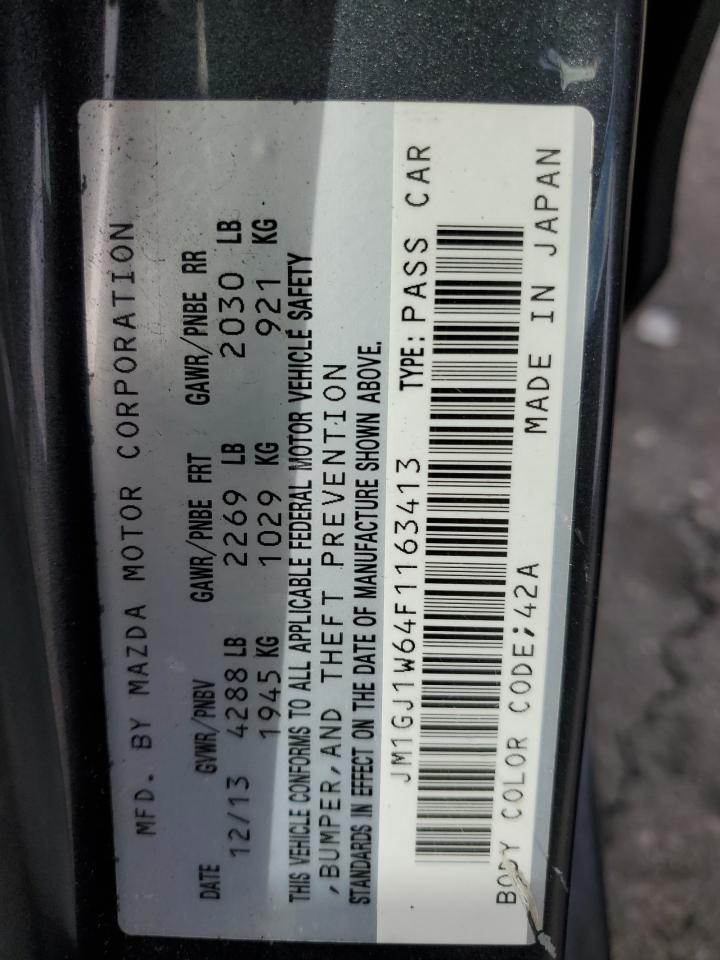 MFD. BY MAZDA MOTOR CORPORATION
DATE GVWR/PNBV GAWR/PNBE FRT GAWR/PNBE RR
12/13 4288 LB 2269 LB 2030 LB
1945 KG 1029 KG 921 KG
THIS VEHICLE CONFORMS TO ALL APPLICABLE FEDERAL MOTOR VEHICLE SAFETY
,BUMPER, AND THEFT PREVENTION
STANDARDS IN EFFECT ON THE DATE OF MANUFACTURE SHOWN ABOVE.
JM1GJ1W64F1163413 TYPE: PASS CAR
BODY COLOR CODE;42A MADE IN JAPAN